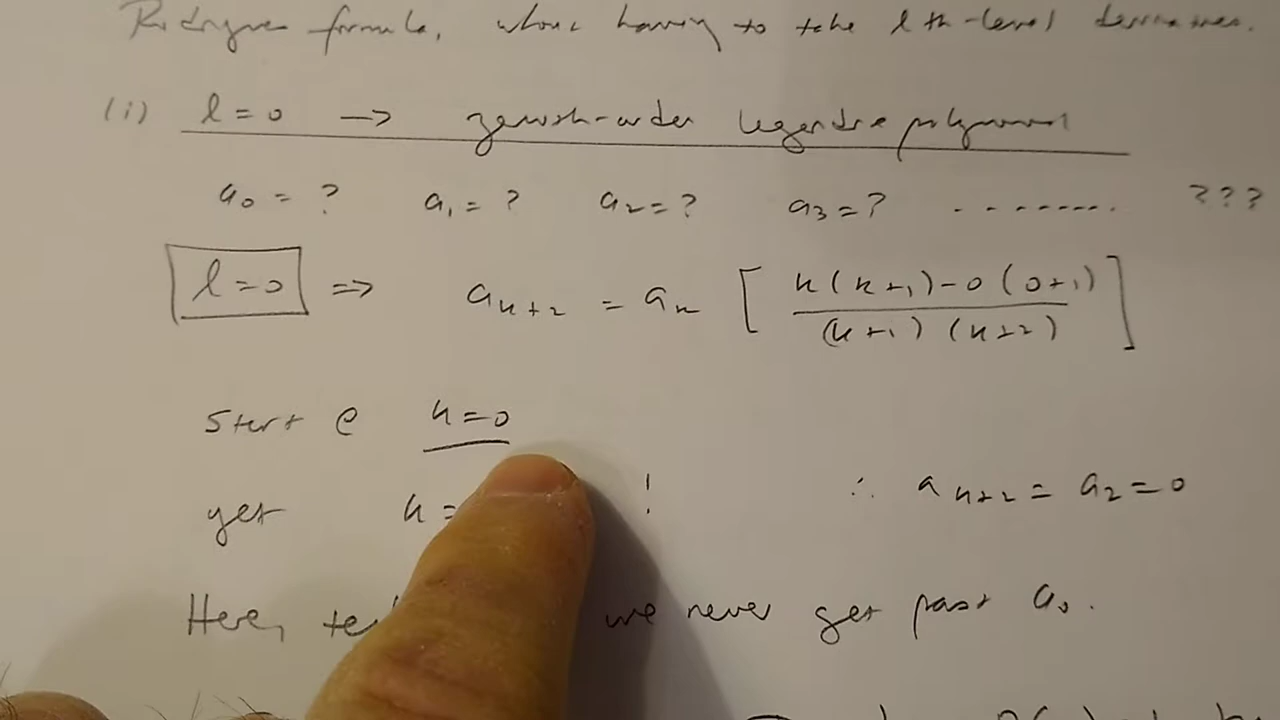 Rodrigues formula, having to take l th-level derivatives.
(i) l = 0 → zeroth-order Legendre polynomial
a0 = ? a1 = ? a2 = ? a3 = ? - - - - - - - . ???
l = 0 ⇒ an+2 = an [ n(n+1)-0(0+1) / (n+1)(n+2) ]
Start @ n=0
get n= ! ∴ an+2 = a2 = 0
Here, we never get past a0.